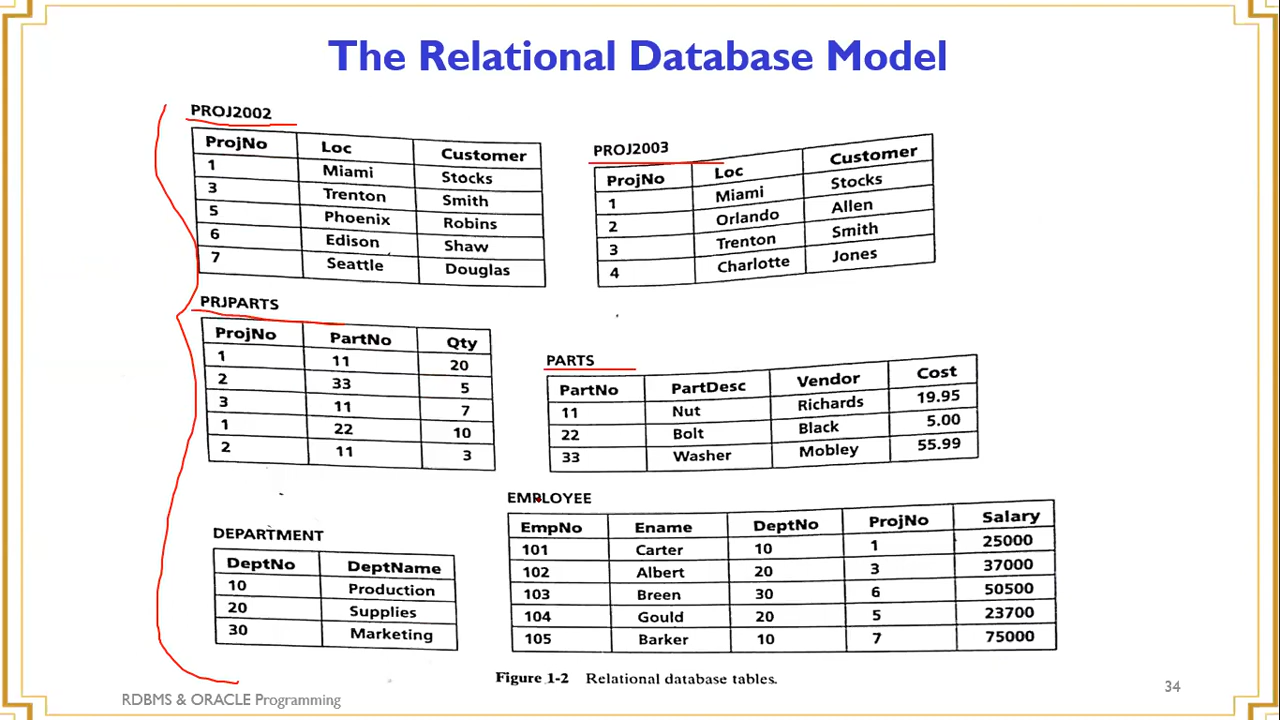 The Relational Database Model
PROJ2002
ProjNo Loc Customer
1 Miami Stocks
3 Trenton Smith
5 Phoenix Robins
6 Edison Shaw
7 Seattle Douglas
PROJ2003
ProjNo Loc Customer
1 Miami Stocks
2 Orlando Allen
3 Trenton Smith
4 Charlotte Jones
PRJPARTS
ProjNo PartNo Qty
1 11 20
2 33 5
3 11 7
1 22 10
2 11 3
PARTS
PartNo PartDesc Vendor Cost
11 Nut Richards 19.95
22 Bolt Black 5.00
33 Washer Mobley 55.99
DEPARTMENT
DeptNo DeptName
10 Production
20 Supplies
30 Marketing
EMPLOYEE
EmpNo Ename DeptNo ProjNo Salary
101 Carter 10 1 25000
102 Albert 20 3 37000
103 Breen 30 6 50500
104 Gould 20 5 23700
105 Barker 10 7 75000
Figure 1-2 Relational database tables.
RDBMS & ORACLE Programming
34